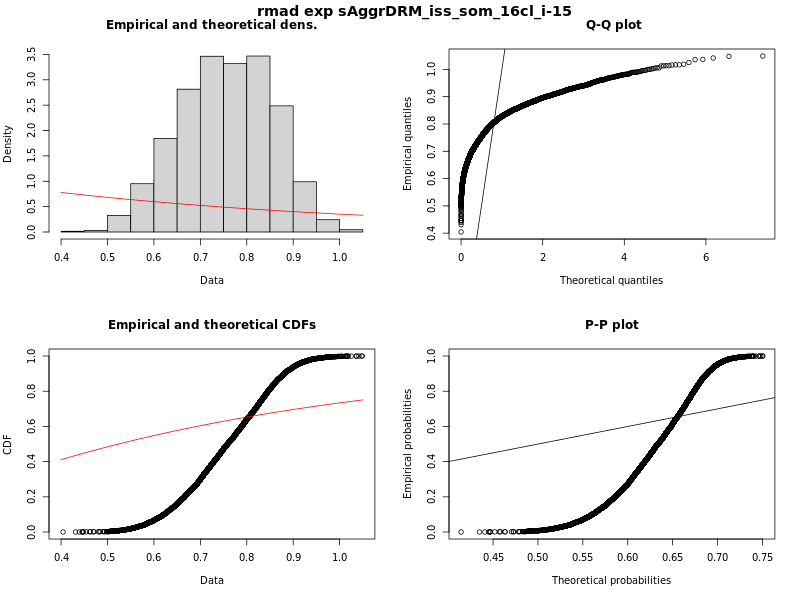 rmad exp sAggrDRM_iss_som_16cl_i-15
Empirical and theoretical dens.
Density
0.0 0.5 1.0 1.5 2.0 2.5 3.0 3.5
0.4 0.5 0.6 0.7 0.8 0.9 1.0
Data
Q-Q plot
Empirical quantiles
0.4 0.5 0.6 0.7 0.8 0.9 1.0
0 2 4 6
Theoretical quantiles
Empirical and theoretical CDFs
CDF
0.0 0.2 0.4 0.6 0.8 1.0
0.4 0.5 0.6 0.7 0.8 0.9 1.0
Data
P-P plot
Empirical probabilities
0.0 0.2 0.4 0.6 0.8 1.0
0.45 0.50 0.55 0.60 0.65 0.70 0.75
Theoretical probabilities